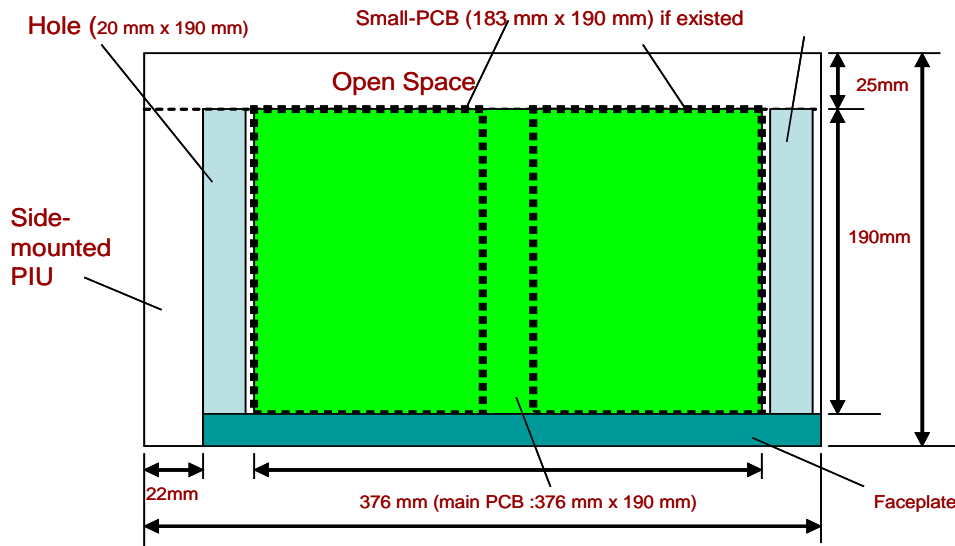 Hole (20 mm x 190 mm)
Small-PCB (183 mm x 190 mm) if existed
Open Space
25mm
Side-
mounted
PIU
190mm
22mm
376 mm (main PCB :376 mm x 190 mm)
Faceplate